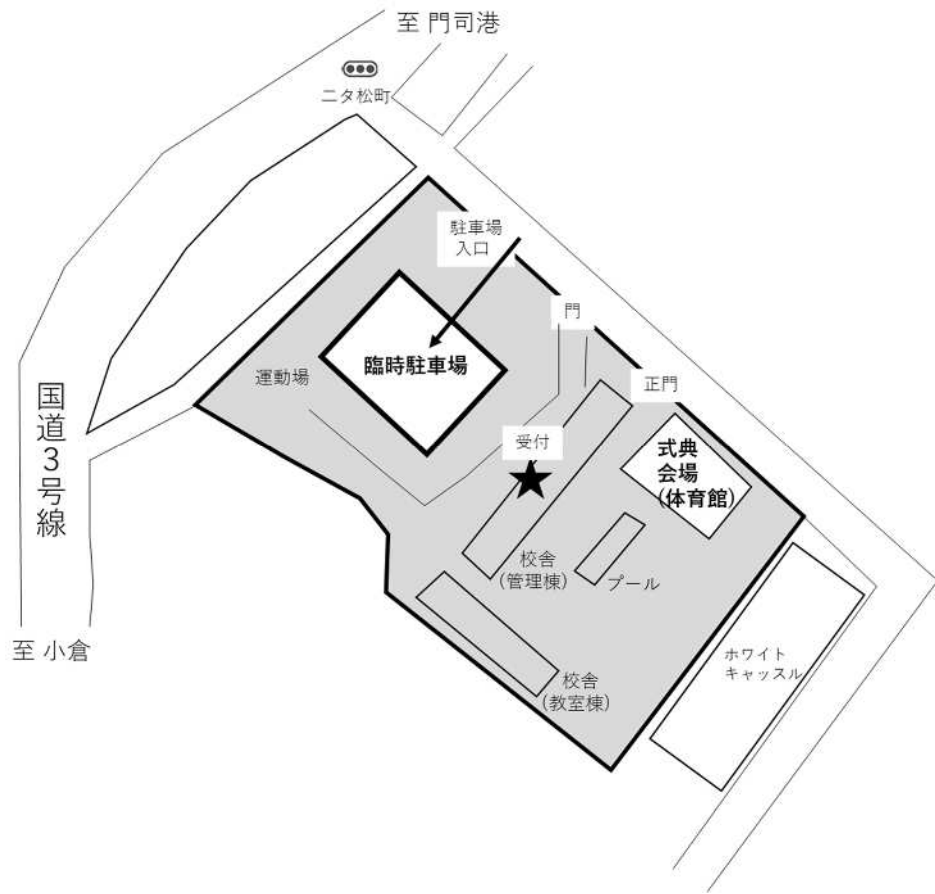 至 門司港
二タ松町
駐車場
入口
門
臨時駐車場
運動場
正門
国道3号線
受付
式典
会場
(体育館)
校舎
(管理棟)
プール
至 小倉
ホワイト
キャッスル
校舎
(教室棟)